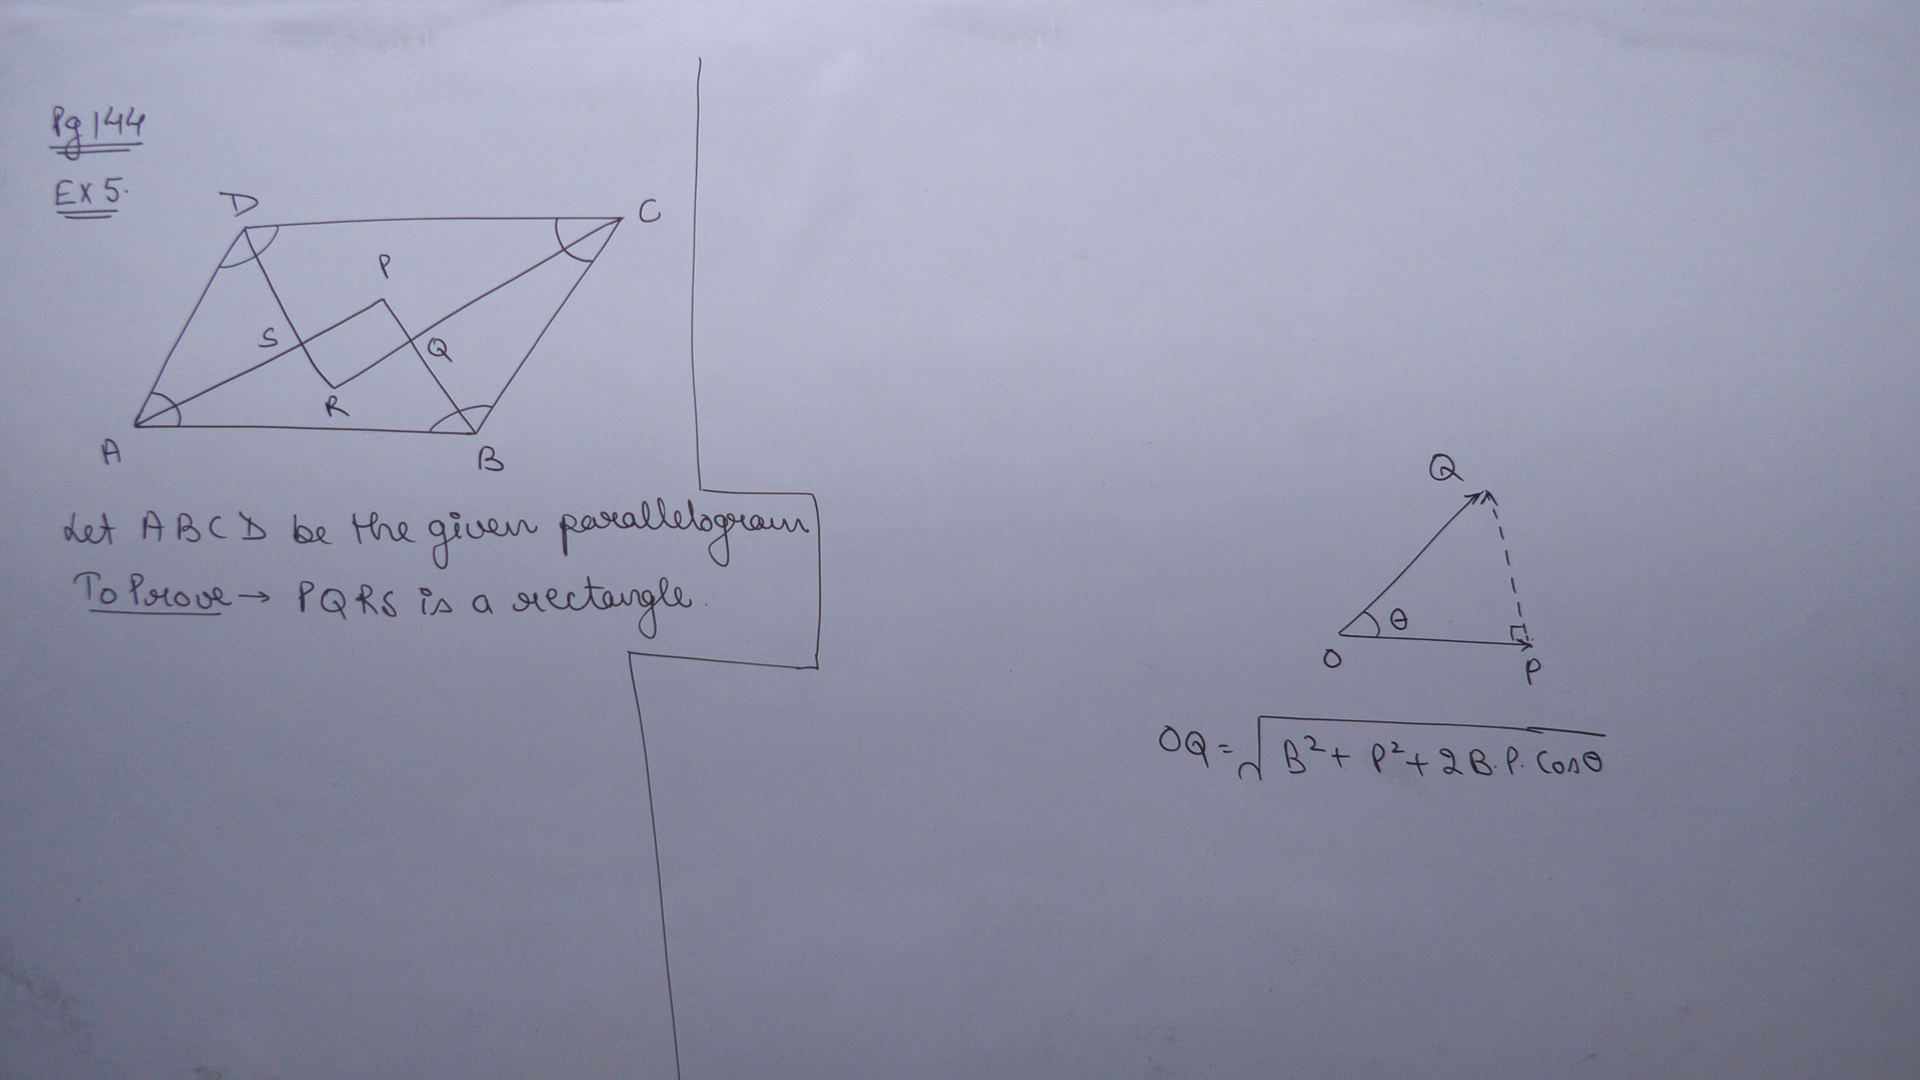 Pg 144
Ex 5.
D
C
P
S
Q
R
A
B
Let ABCD be the given parallelogram
To Prove → PQRS is a rectangle.
Q
θ
O
P
OQ = √B²+ P²+ 2B.P. Cosθ